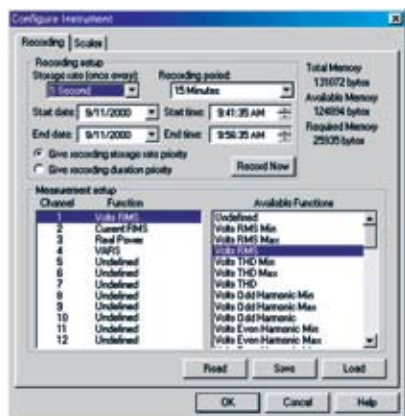 Configure Instrument
Recording Scales
Recording setup
Storage rate (once every):
1 Second
Recording period:
15 Minutes
Start date: 9/11/2000 Start time: 9:41:35 AM
End date: 9/11/2000 End time: 9:56:35 AM
Give recording storage rate priority
Give recording duration priority
Record Now
Total Memory
131072 bytes
Available Memory
124894 bytes
Required Memory
25935 bytes
Measurement setup
Channel Function
1 Volts RMS
2 Current RMS
3 Real Power
4 VARS
5 Undefined
6 Undefined
7 Undefined
8 Undefined
9 Undefined
10 Undefined
11 Undefined
12 Undefined
Available Functions
Undefined
Volts RMS Min
Volts RMS Max
Volts RMS
Volts THD Min
Volts THD Max
Volts THD
Volts Odd Harmonic Min
Volts Odd Harmonic Max
Volts Odd Harmonic
Volts Even Harmonic Min
Volts Even Harmonic Max
Read Save Load
OK Cancel Help